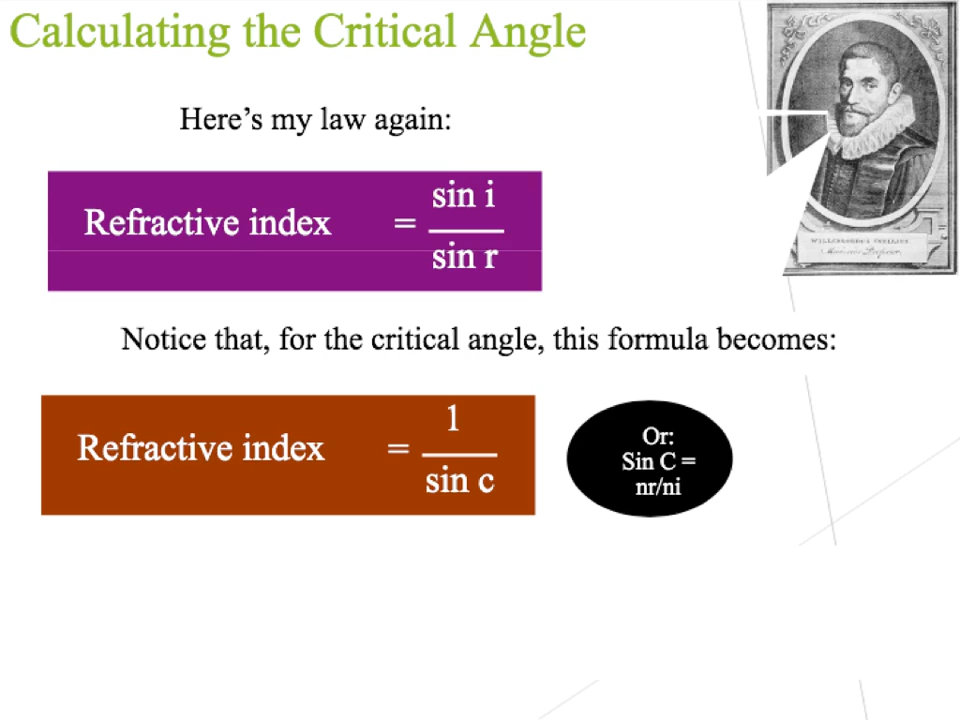 Calculating the Critical Angle
Here’s my law again:
Refractive index = sin i
sin r
Notice that, for the critical angle, this formula becomes:
Refractive index = 1
sin c
Or:
Sin C =
nr/ni